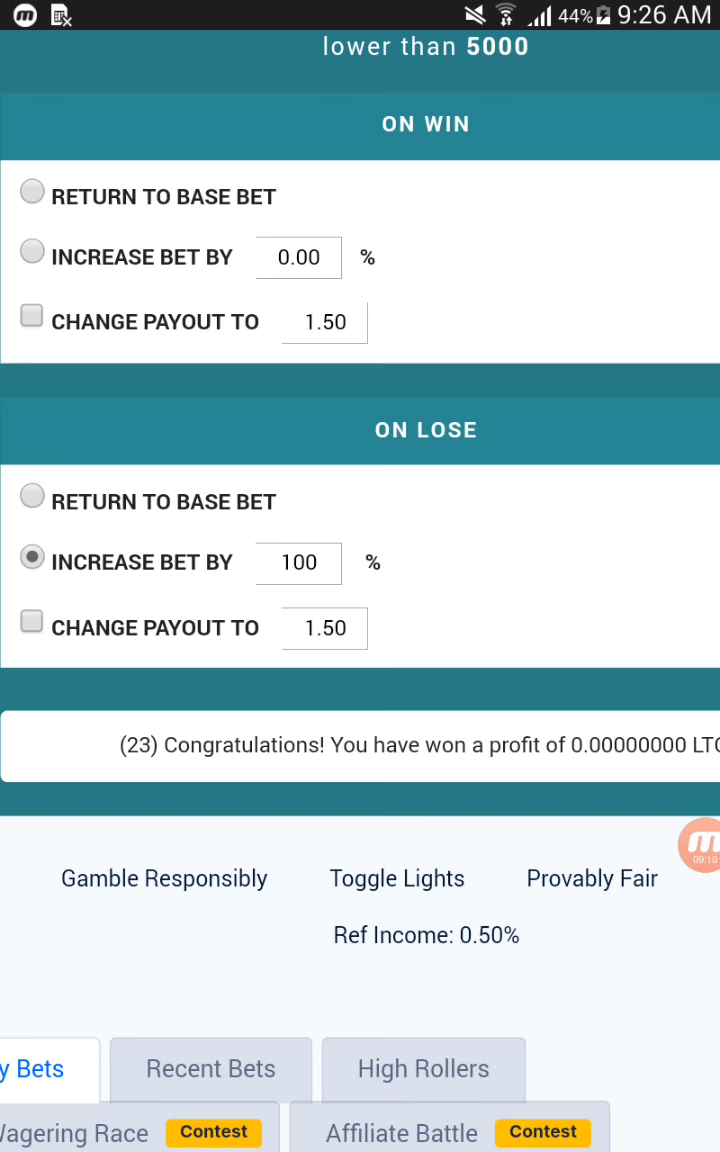 44% 9:26 AM
lower than 5000
ON WIN
RETURN TO BASE BET
INCREASE BET BY 0.00 %
CHANGE PAYOUT TO 1.50
ON LOSE
RETURN TO BASE BET
INCREASE BET BY 100 %
CHANGE PAYOUT TO 1.50
(23) Congratulations! You have won a profit of 0.00000000 LTC
09:10
Gamble Responsibly Toggle Lights Provably Fair
Ref Income: 0.50%
y Bets Recent Bets High Rollers
Wagering Race Contest Affiliate Battle Contest